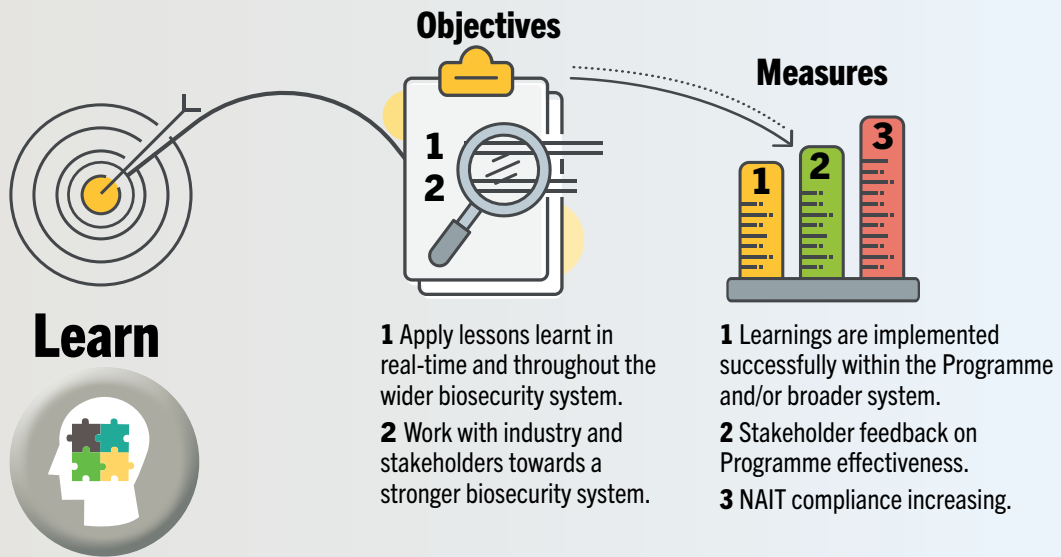 Objectives
1
2
Measures
1
2
3
Learn
1 Apply lessons learnt in
real-time and throughout the
wider biosecurity system.
2 Work with industry and
stakeholders towards a
stronger biosecurity system.
1 Learnings are implemented
successfully within the Programme
and/or broader system.
2 Stakeholder feedback on
Programme effectiveness.
3 NAIT compliance increasing.